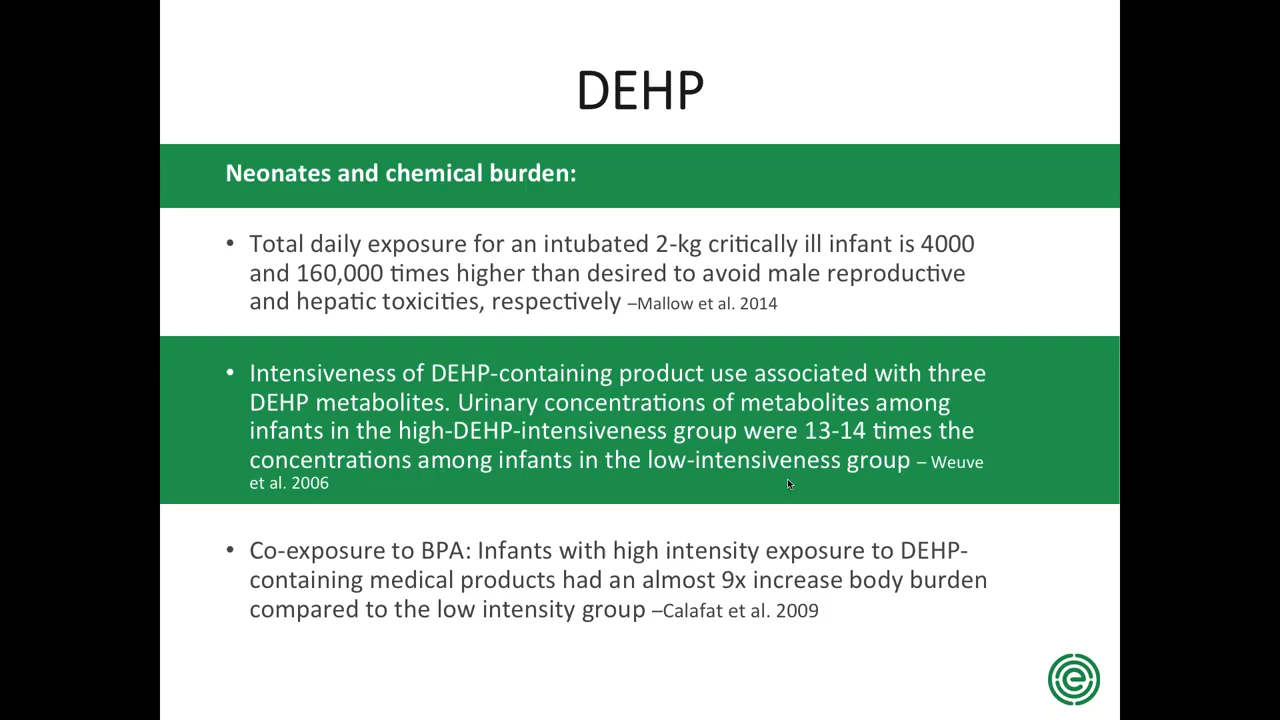 DEHP
Neonates and chemical burden:
• Total daily exposure for an intubated 2-kg critically ill infant is 4000
and 160,000 times higher than desired to avoid male reproductive
and hepatic toxicities, respectively –Mallow et al. 2014
• Intensiveness of DEHP-containing product use associated with three
DEHP metabolites. Urinary concentrations of metabolites among
infants in the high-DEHP-intensiveness group were 13-14 times the
concentrations among infants in the low-intensiveness group – Weuve
et al. 2006
• Co-exposure to BPA: Infants with high intensity exposure to DEHP-
containing medical products had an almost 9x increase body burden
compared to the low intensity group –Calafat et al. 2009
e